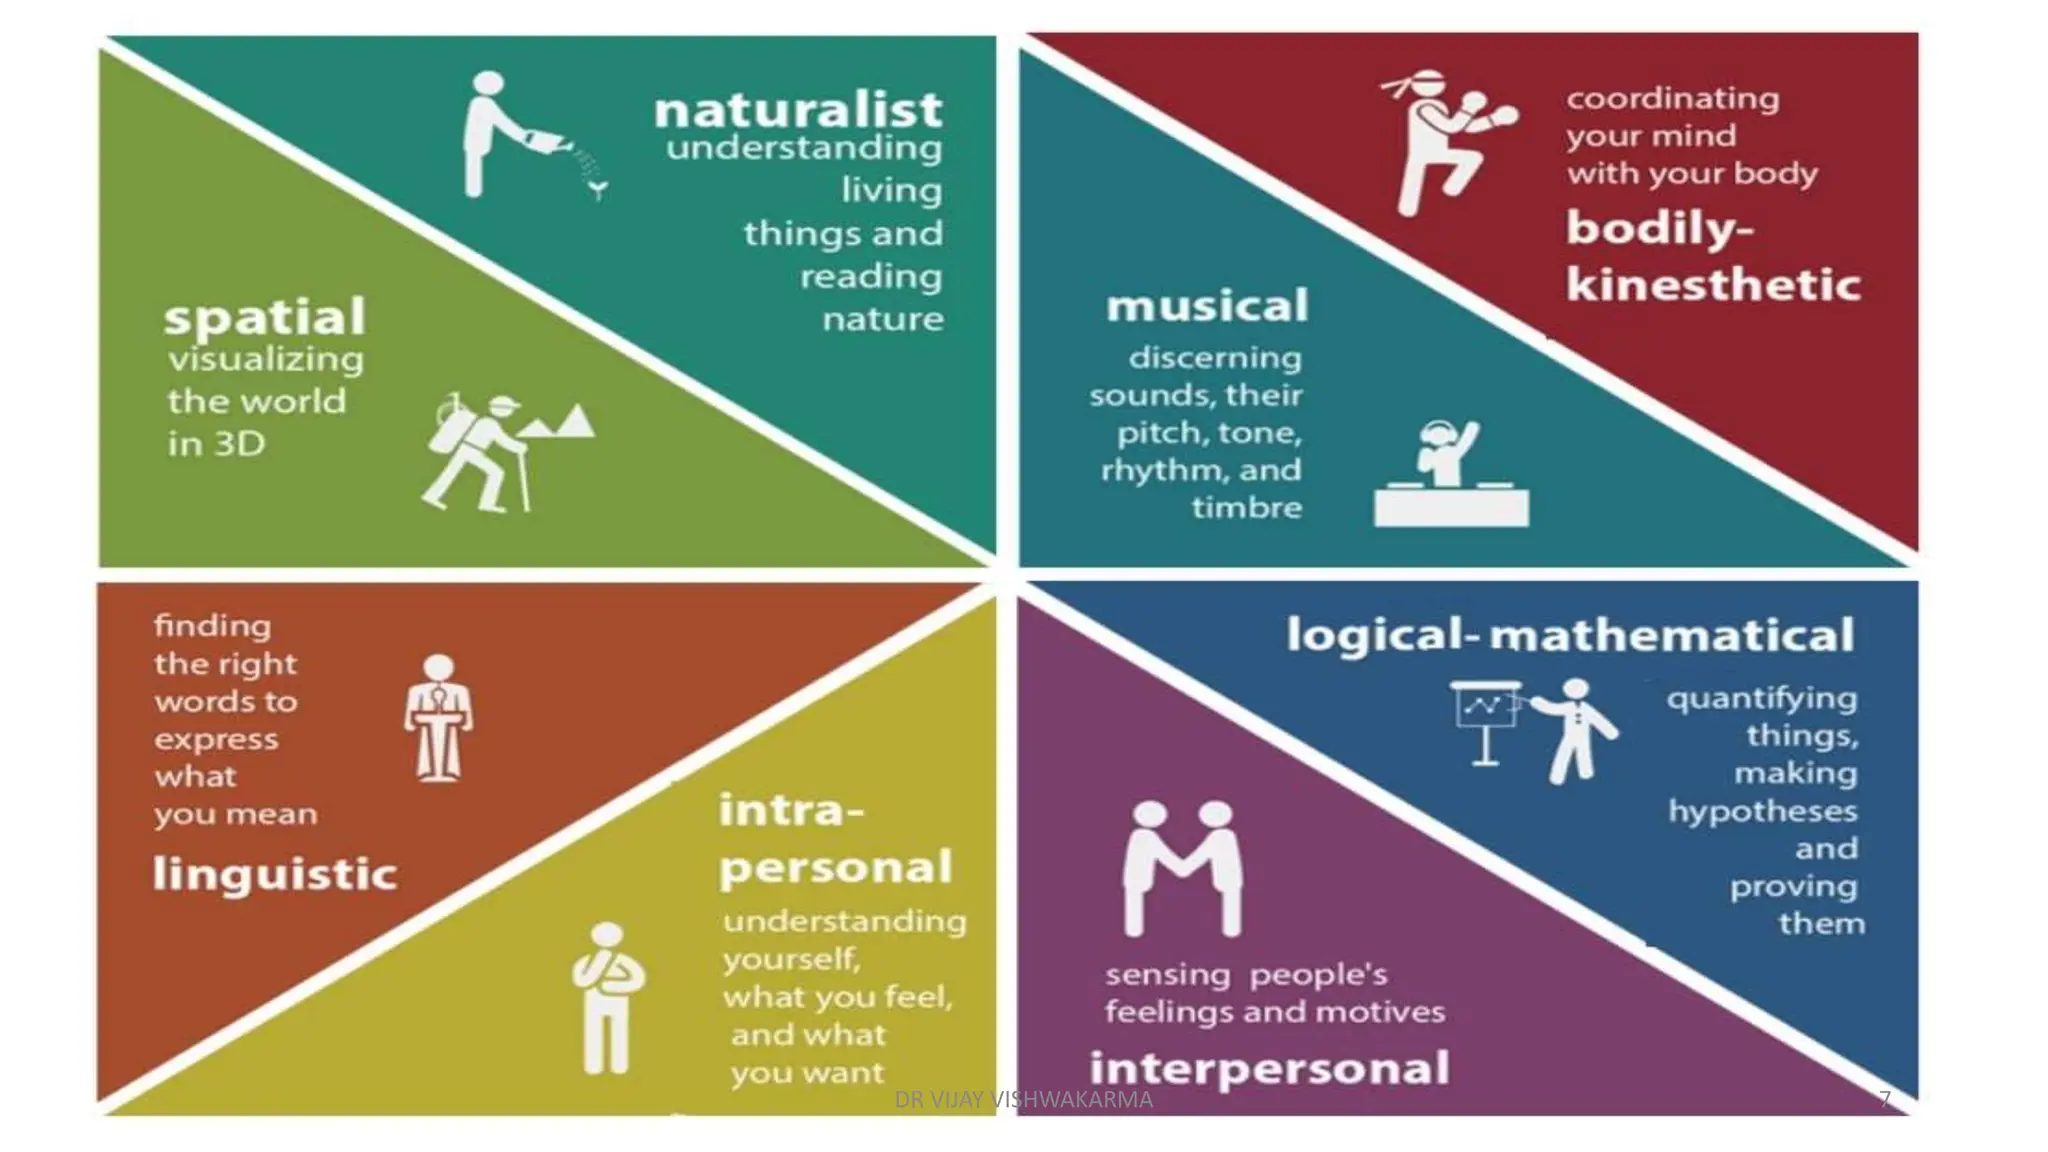 naturalist
understanding
living
things and
reading
nature
spatial
visualizing
the world
in 3D
coordinating
your mind
with your body
bodily-
kinesthetic
musical
discerning
sounds, their
pitch, tone,
rhythm, and
timbre
finding
the right
words to
express
what
you mean
linguistic
intra-
personal
understanding
yourself,
what you feel,
and what
you want
logical-mathematical
quantifying
things,
making
hypotheses
and
proving
them
sensing people's
feelings and motives
interpersonal
DR VIJAY VISHWAKARMA
7